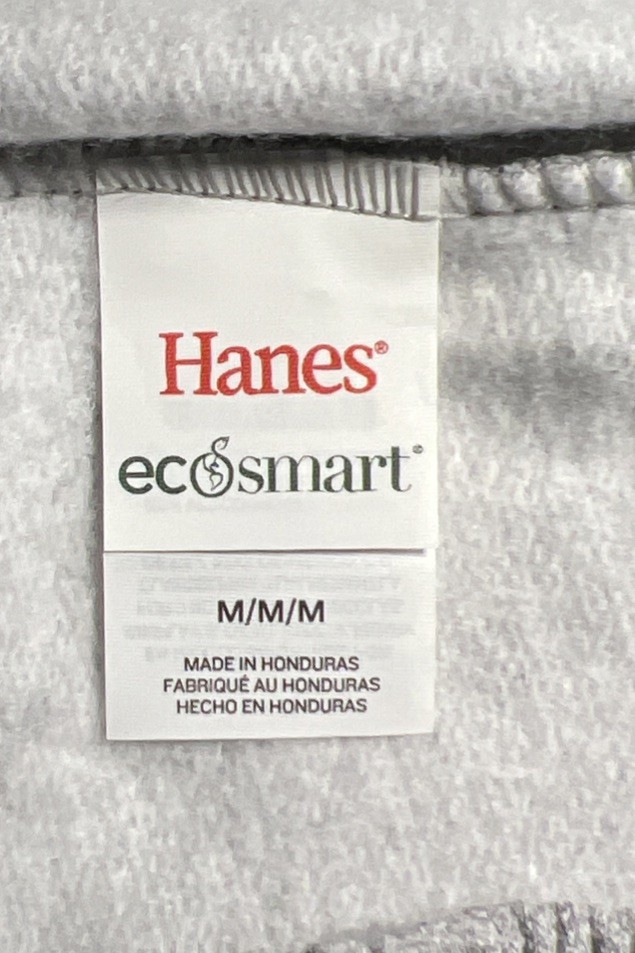 Hanes®
ecosmart®
M/M/M
MADE IN HONDURAS
FABRIQUÉ AU HONDURAS
HECHO EN HONDURAS